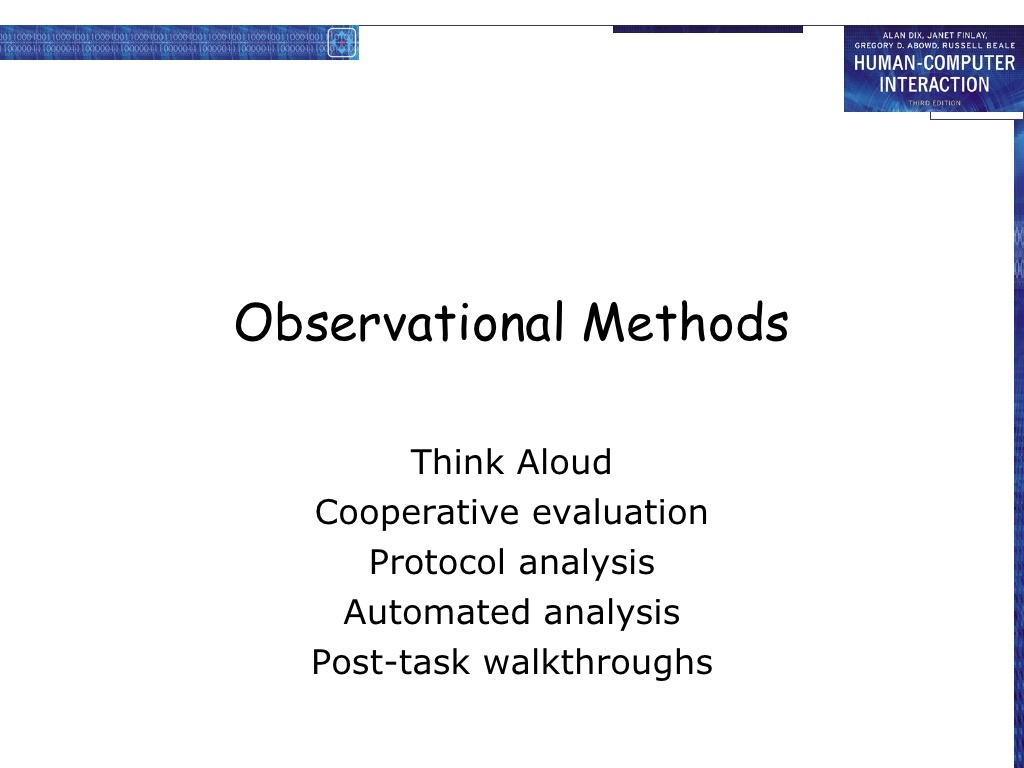 ALAN DIX, JANET FINLAY,
GREGORY D. ABOWD, RUSSELL BEALE
HUMAN-COMPUTER
INTERACTION
THIRD EDITION
Observational Methods
Think Aloud
Cooperative evaluation
Protocol analysis
Automated analysis
Post-task walkthroughs